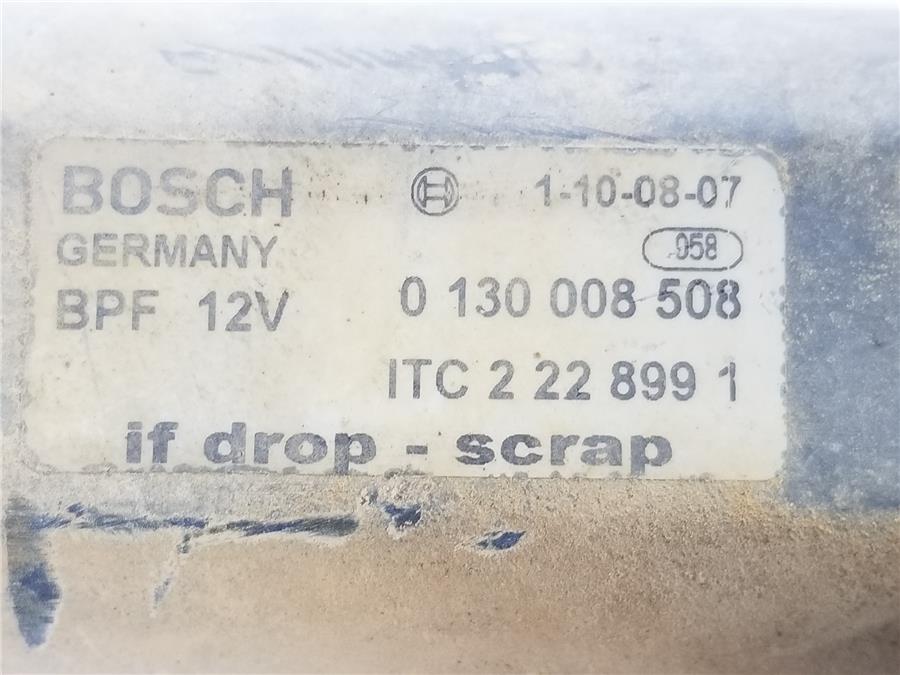 BOSCH 1-10-08-07
GERMANY 058
BPF 12V 0 130 008 508
ITC 2 22 899 1
if drop - scrap